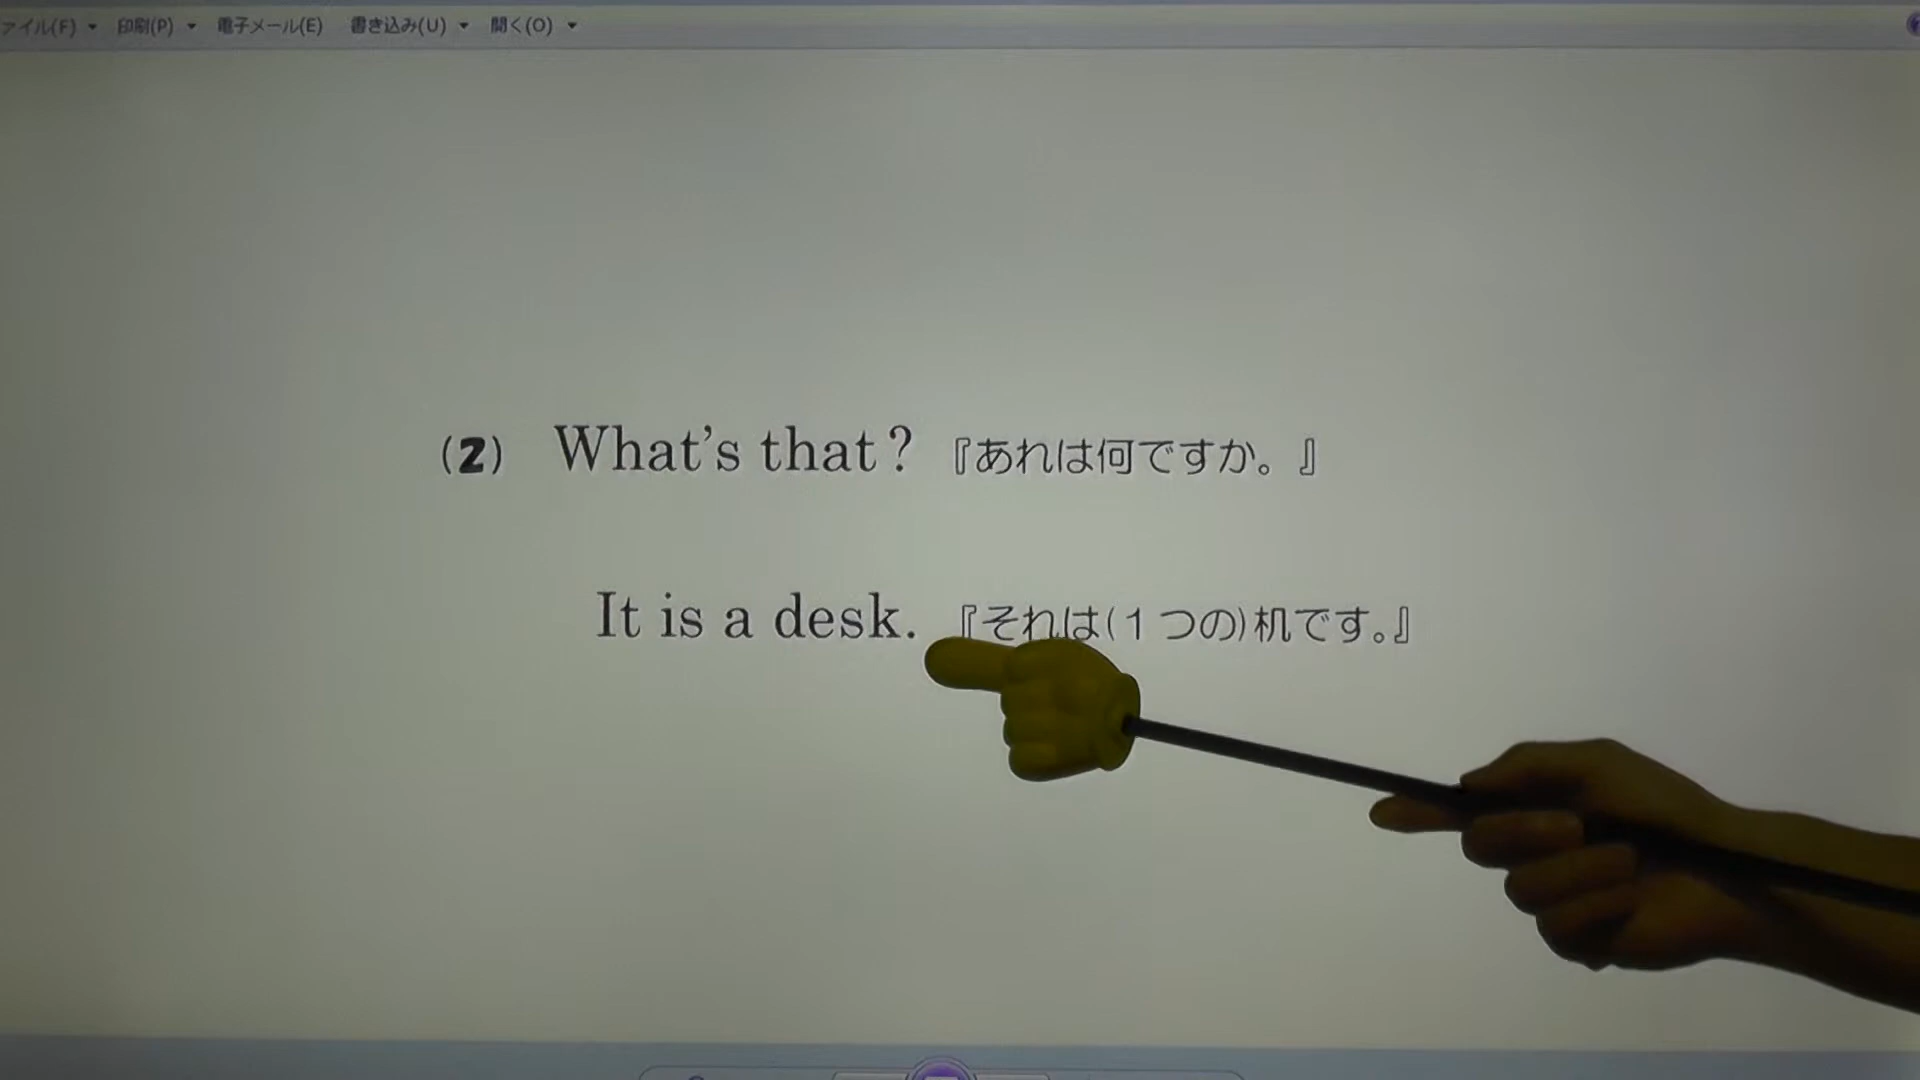 ァイル(F) 印刷(P) 電子メール(E) 書き込み(U) 開く(O)
(2) What's that? 『あれは何ですか。』
It is a desk. 『それは(1つの)机です。』